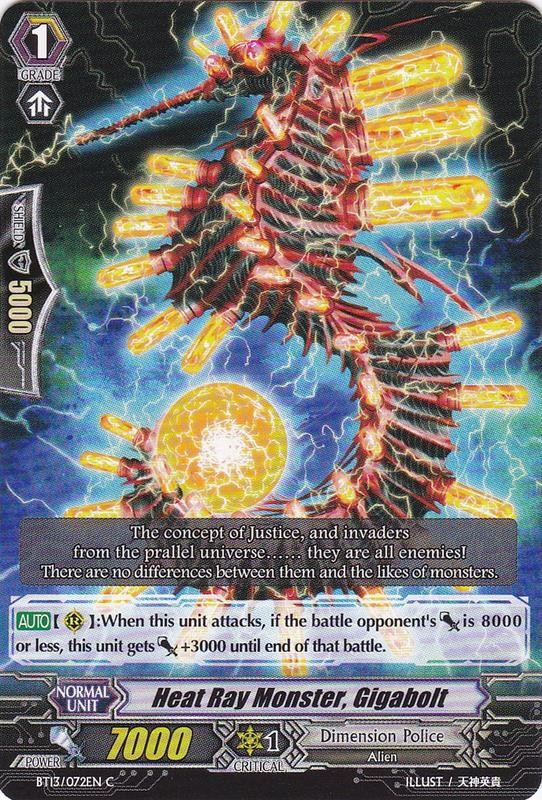 1
GRADE
SHIELD
5000
The concept of Justice, and invaders
from the prallel universe...... they are all enemies!
There are no differences between them and the likes of monsters.
AUTO【 R 】:When this unit attacks, if the battle opponent's is 8000
or less, this unit gets +3000 until end of that battle.
NORMAL
UNIT
Heat Ray Monster, Gigabolt
POWER
7000
1
CRITICAL
Dimension Police
Alien
BT13/072EN C
ILLUST / 天神英貴